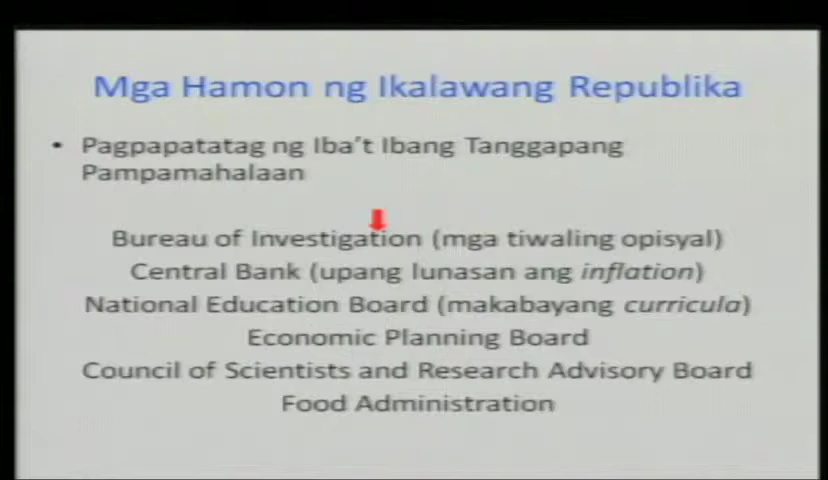 Mga Hamon ng Ikalawang Republika
• Pagpapatatag ng Iba't Ibang Tanggapang
Pampamahalaan
Bureau of Investigation (mga tiwaling opisyal)
Central Bank (upang lunasan ang inflation)
National Education Board (makabayang curricula)
Economic Planning Board
Council of Scientists and Research Advisory Board
Food Administration